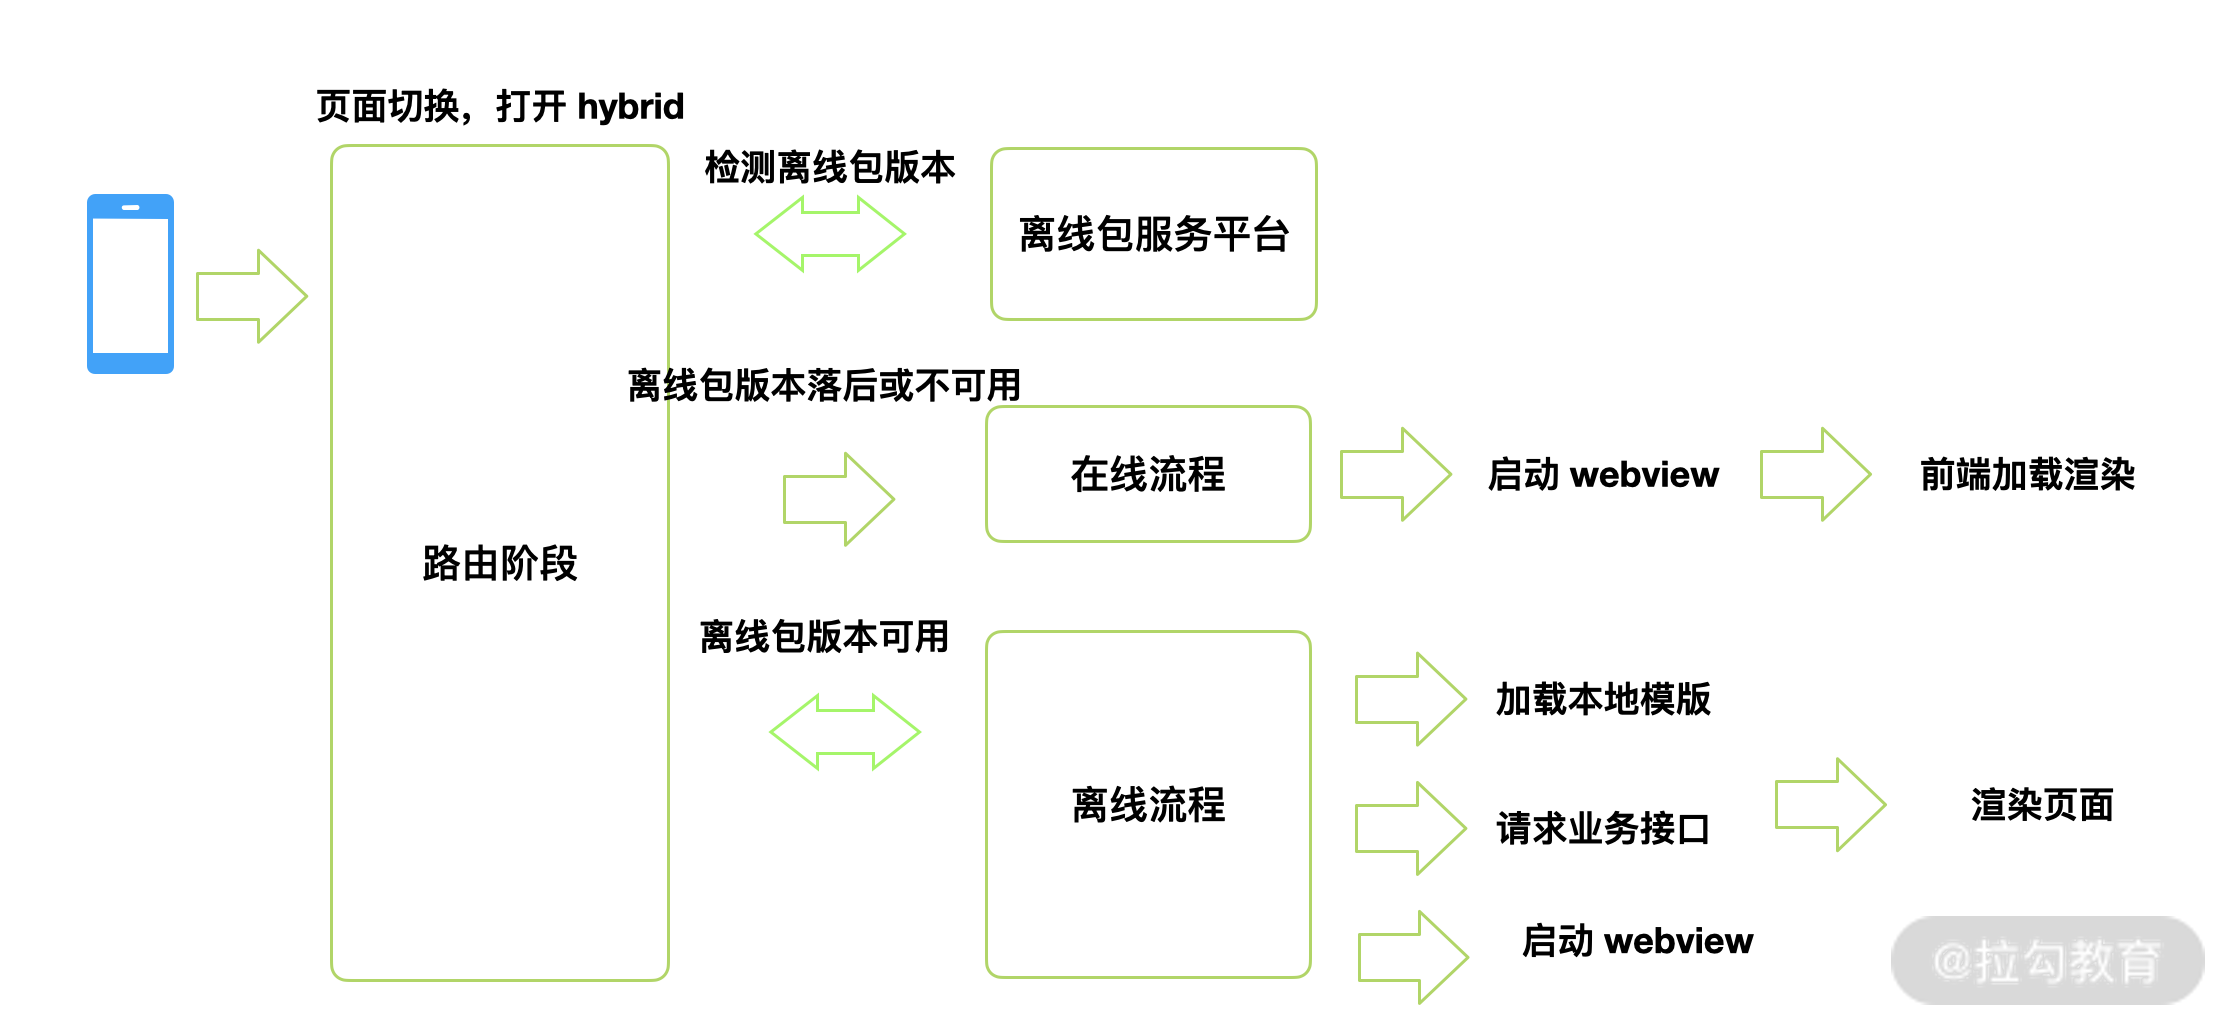 页面切换，打开 hybrid
检测离线包版本
离线包服务平台
离线包版本落后或不可用
在线流程
启动 webview
前端加载渲染
路由阶段
离线包版本可用
离线流程
加载本地模版
请求业务接口
启动 webview
渲染页面
@拉勾教育